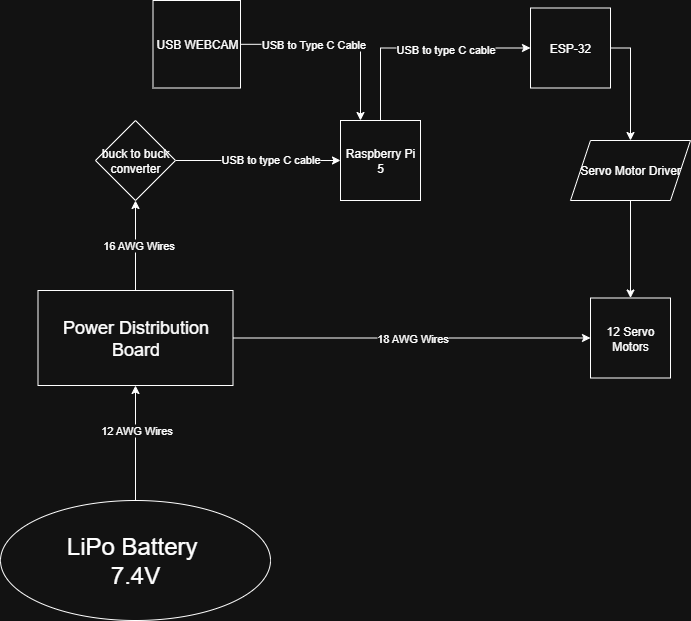 USB WEBCAM
USB to Type C Cable
USB to type C cable
ESP-32
buck to buck
converter
USB to type C cable
Raspberry Pi
5
Servo Motor Driver
16 AWG Wires
Power Distribution
Board
18 AWG Wires
12 Servo
Motors
12 AWG Wires
LiPo Battery
7.4V